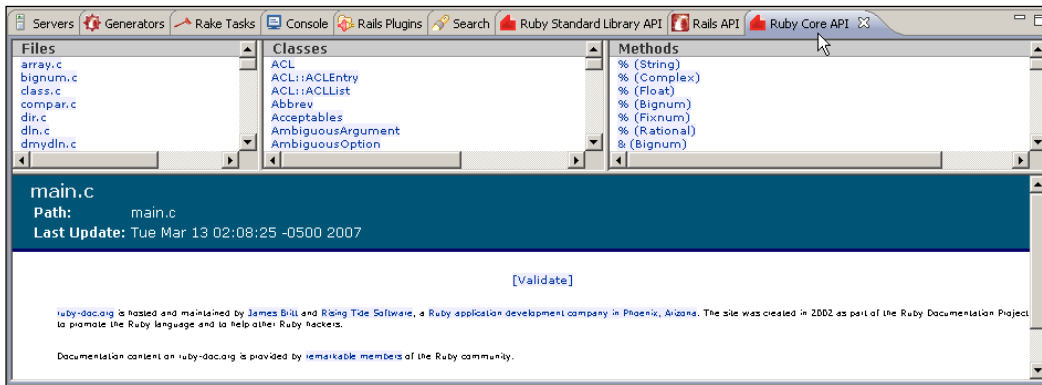 Servers Generators Rake Tasks Console Rails Plugins Search Ruby Standard Library API Rails API Ruby Core API
Files
array.c
bignum.c
class.c
compar.c
dir.c
dln.c
dmydln.c
Classes
ACL
ACL::ACLEntry
ACL::ACLList
Abbrev
Acceptables
AmbiguousArgument
AmbiguousOption
Methods
% (String)
% (Complex)
% (Float)
% (Bignum)
% (Fixnum)
% (Rational)
& (Bignum)
main.c
Path: main.c
Last Update: Tue Mar 13 02:08:25 -0500 2007
[Validate]
ruby-doc.org is hosted and maintained by James Britt and Rising Tide Software, a Ruby application development company in Phoenix, Arizona. The site was created in 2002 as part of the Ruby Documentation Project
to promote the Ruby language and to help other Ruby hackers.
Documentation content on ruby-doc.org is provided by remarkable members of the Ruby community.